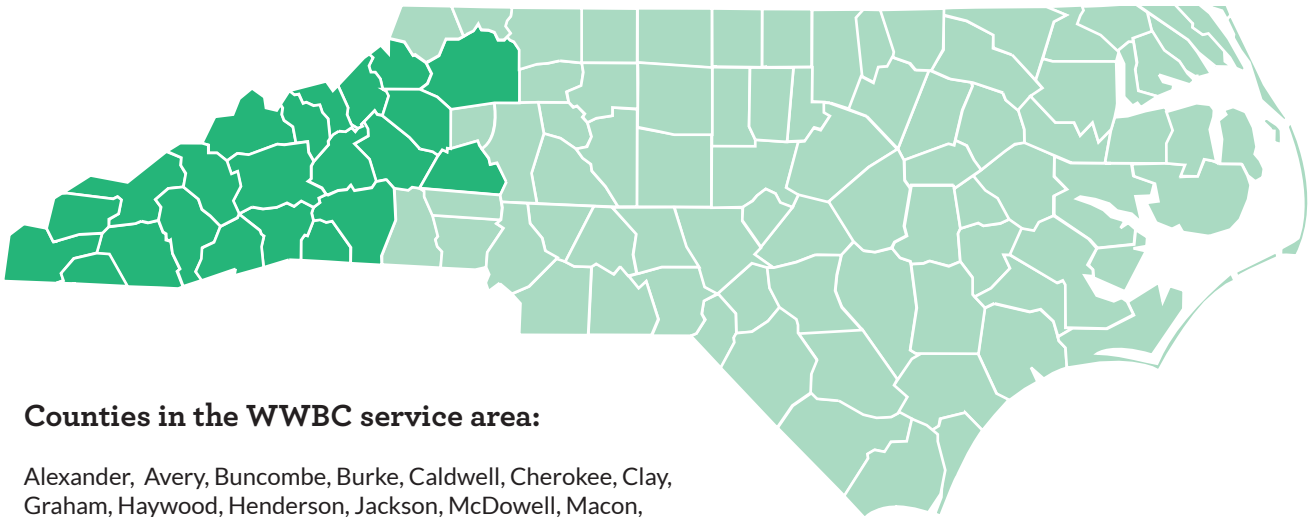 Counties in the WWBC service area:
Alexander, Avery, Buncombe, Burke, Caldwell, Cherokee, Clay,
Graham, Haywood, Henderson, Jackson, McDowell, Macon,